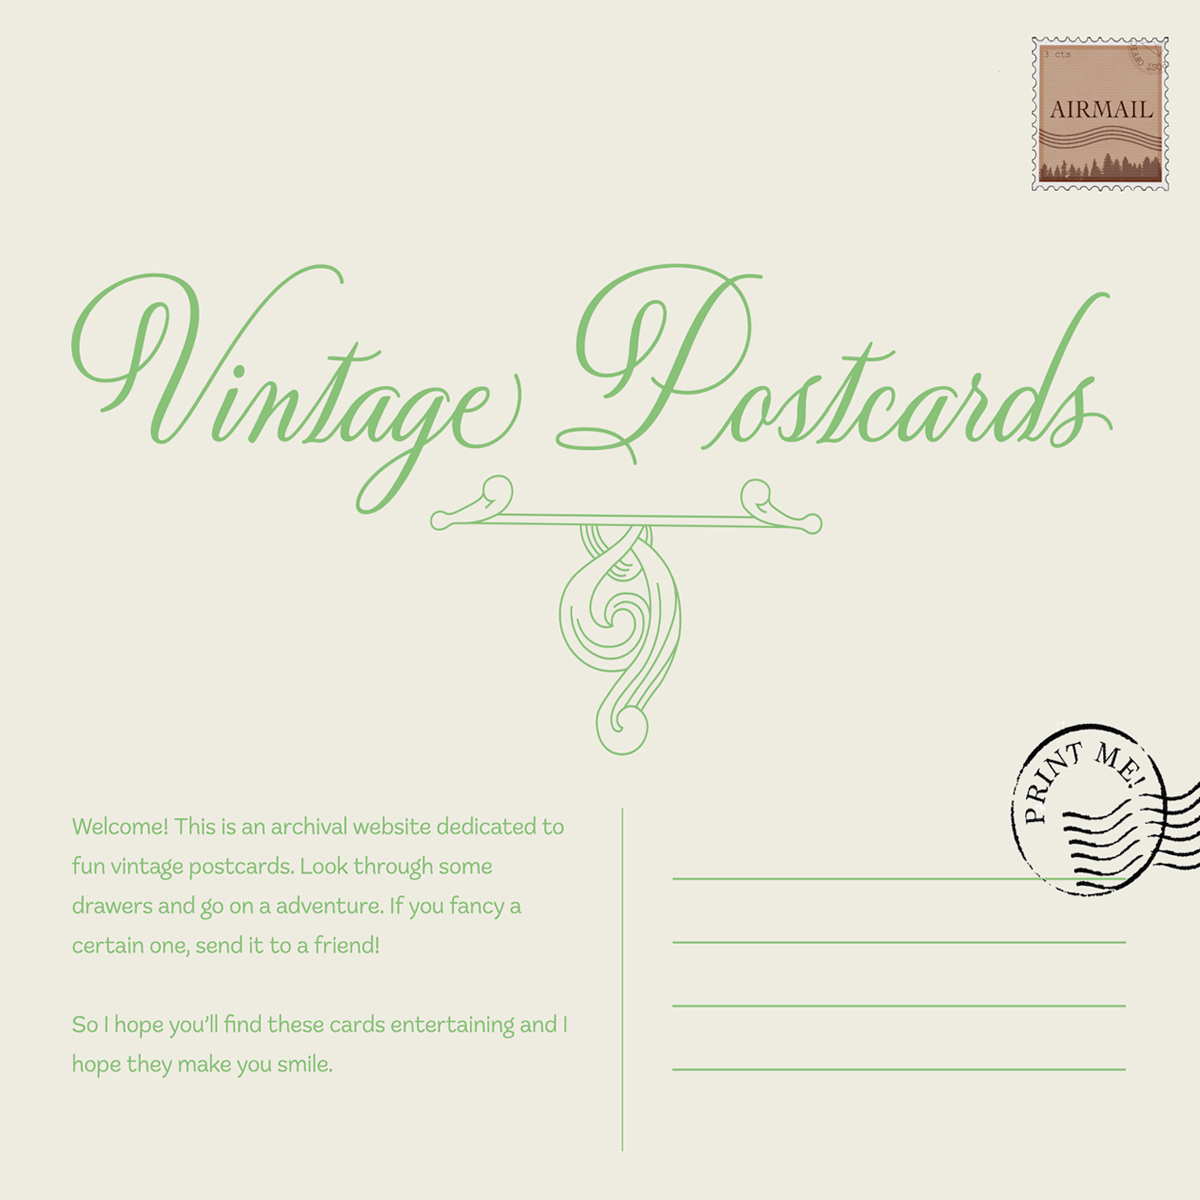 3 cts
AIRMAIL
Vintage Postcards
PRINT ME!
Welcome! This is an archival website dedicated to
fun vintage postcards. Look through some
drawers and go on a adventure. If you fancy a
certain one, send it to a friend!
So I hope you’ll find these cards entertaining and I
hope they make you smile.